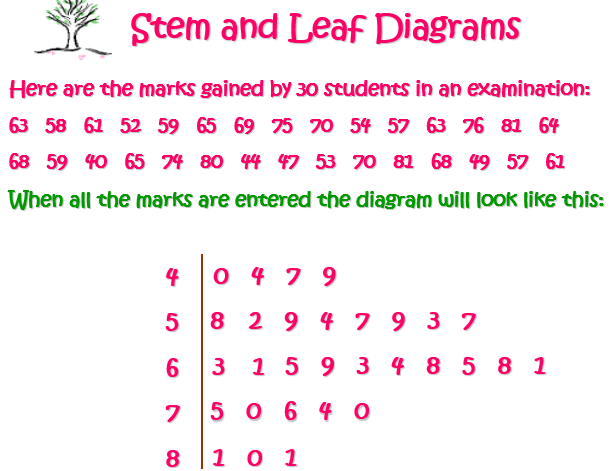 Stem and Leaf Diagrams
Here are the marks gained by 30 students in an examination:
63 58 61 52 59 65 69 75 70 54 57 63 76 81 64
68 59 40 65 74 80 44 47 53 70 81 68 49 57 61
When all the marks are entered the diagram will look like this:
4 0 4 7 9
5 8 2 9 4 7 9 3 7
6 3 1 5 9 3 4 8 5 8 1
7 5 0 6 4 0
8 1 0 1